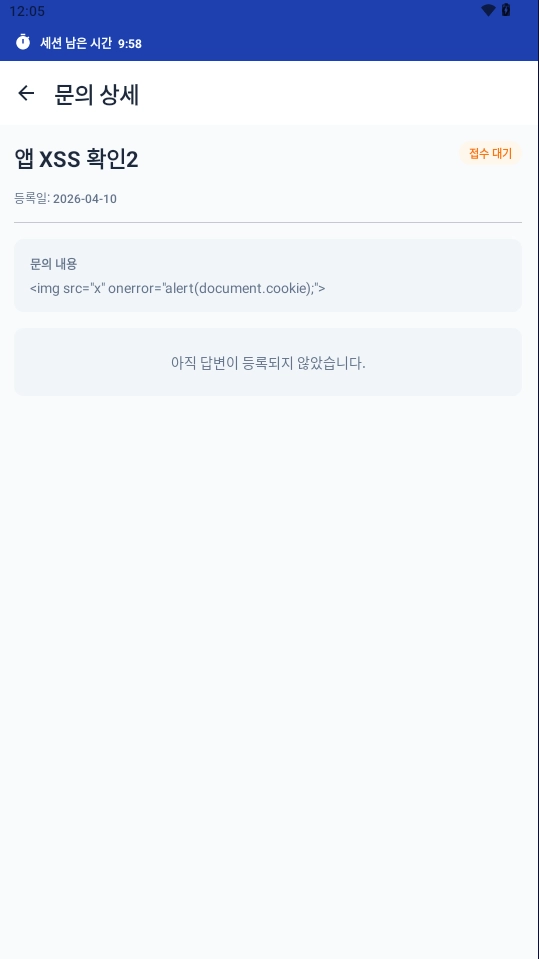 12:05
세션 남은 시간 9:58
문의 상세
앱 XSS 확인2
접수 대기
등록일: 2026-04-10
문의 내용
<img src="x" onerror="alert(document.cookie);">
아직 답변이 등록되지 않았습니다.